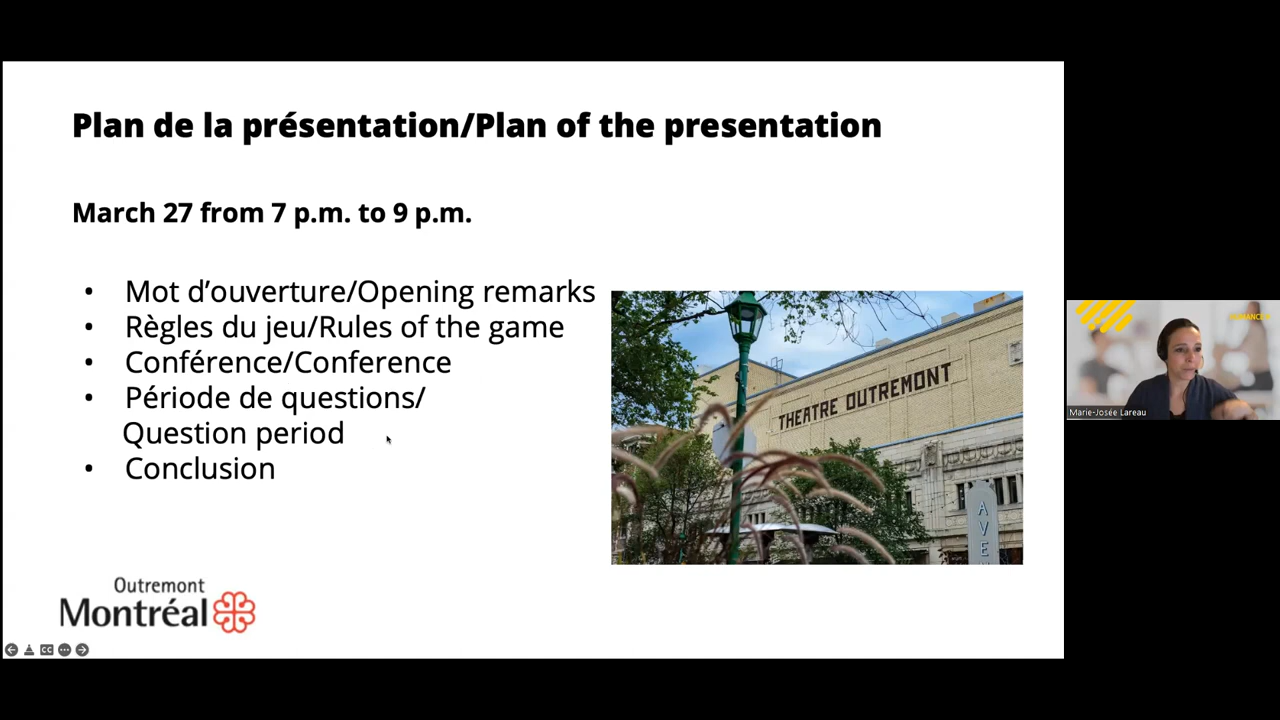 Plan de la présentation/Plan of the presentation
March 27 from 7 p.m. to 9 p.m.
• Mot d’ouverture/Opening remarks
• Règles du jeu/Rules of the game
• Conférence/Conference
• Période de questions/
Question period
• Conclusion
THEATRE OUTREMONT
AVE
Outremont
Montréal
CC
Marie-Josée Lareau